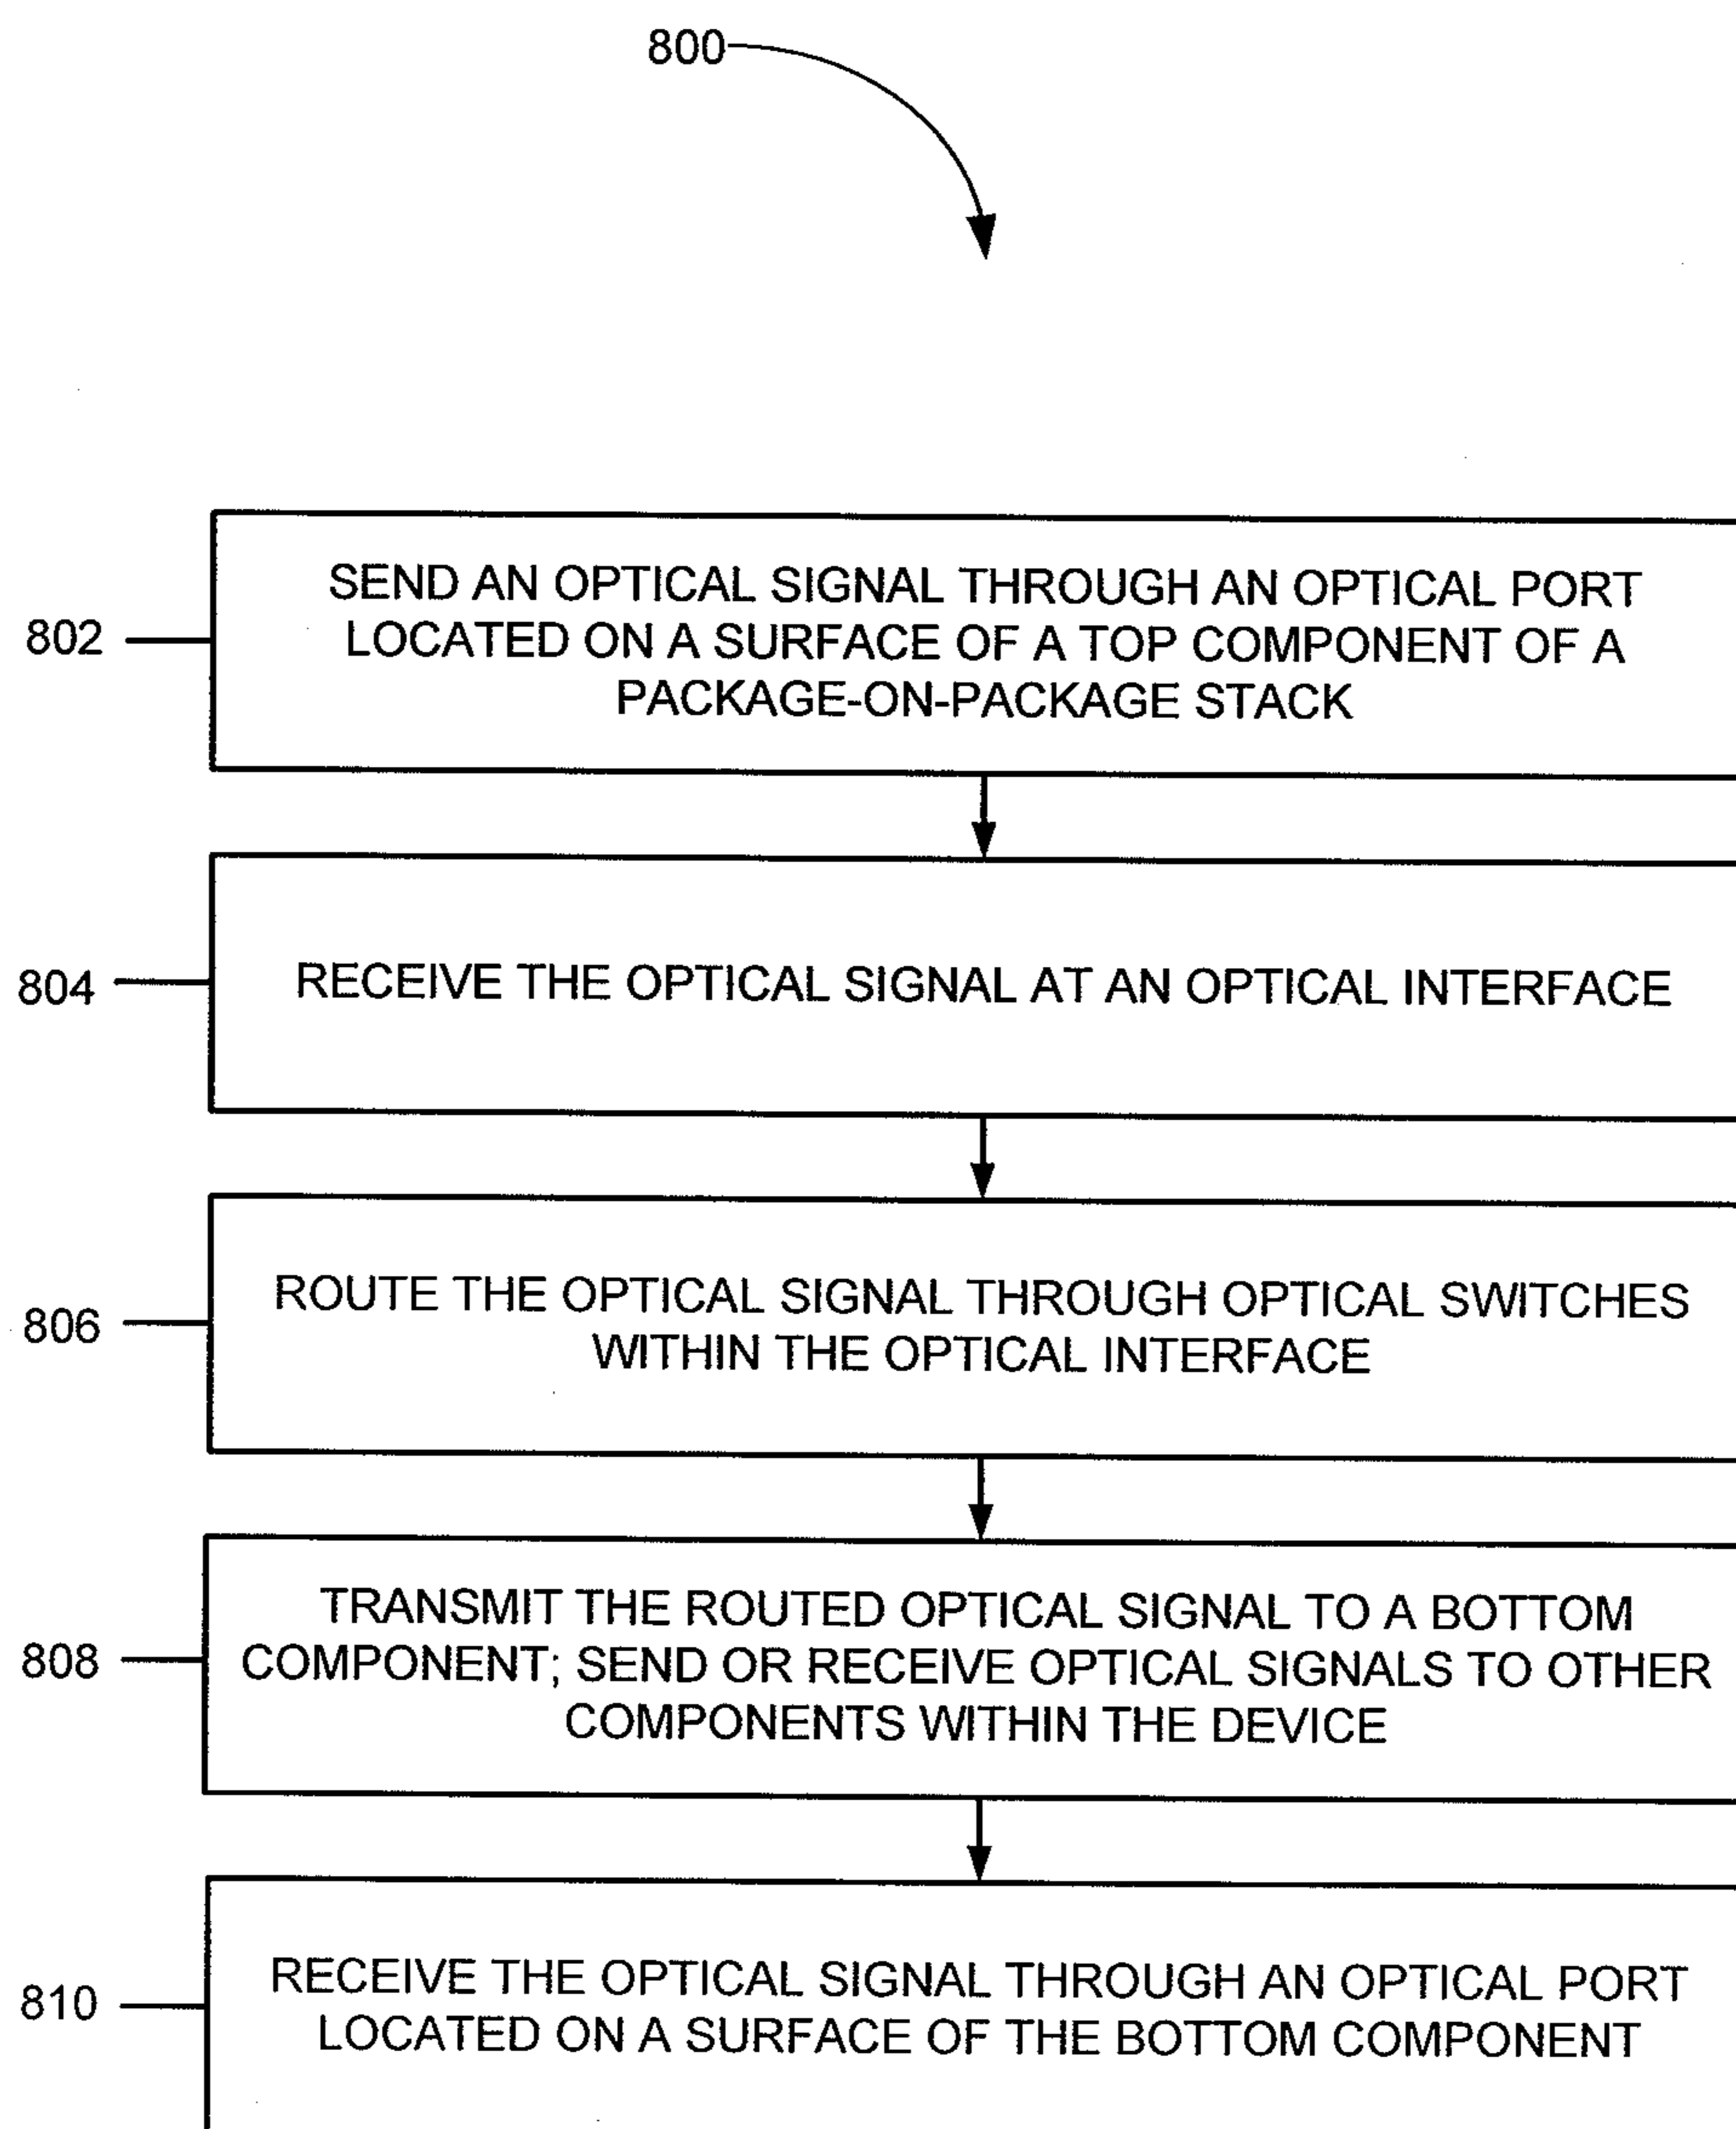 800
802
SEND AN OPTICAL SIGNAL THROUGH AN OPTICAL PORT
LOCATED ON A SURFACE OF A TOP COMPONENT OF A
PACKAGE-ON-PACKAGE STACK
804
RECEIVE THE OPTICAL SIGNAL AT AN OPTICAL INTERFACE
806
ROUTE THE OPTICAL SIGNAL THROUGH OPTICAL SWITCHES
WITHIN THE OPTICAL INTERFACE
808
TRANSMIT THE ROUTED OPTICAL SIGNAL TO A BOTTOM
COMPONENT; SEND OR RECEIVE OPTICAL SIGNALS TO OTHER
COMPONENTS WITHIN THE DEVICE
810
RECEIVE THE OPTICAL SIGNAL THROUGH AN OPTICAL PORT
LOCATED ON A SURFACE OF THE BOTTOM COMPONENT